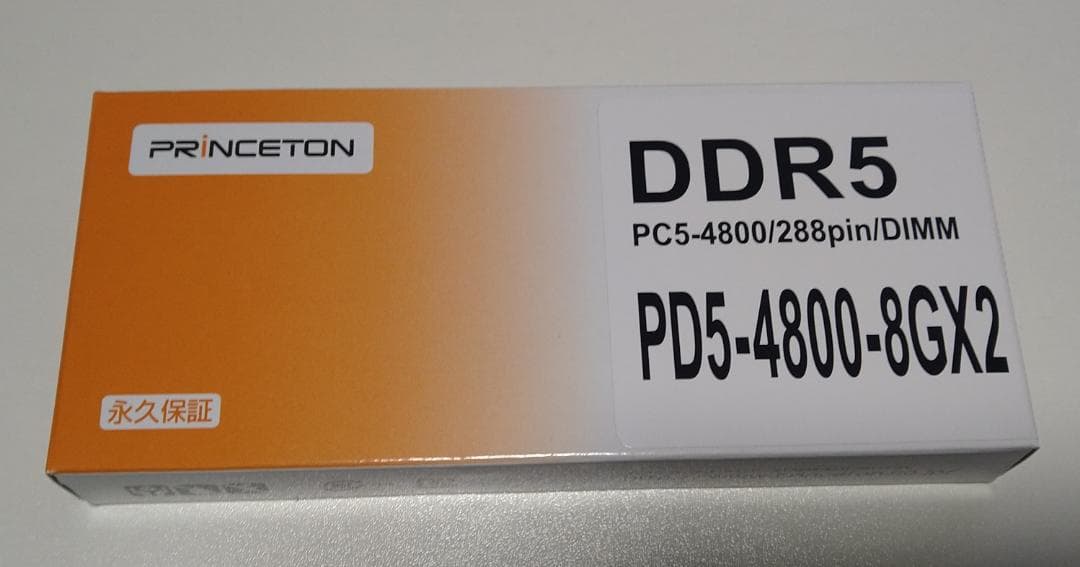 PRINCETON
DDR5
PC5-4800/288pin/DIMM
PD5-4800-8GX2
永久保証